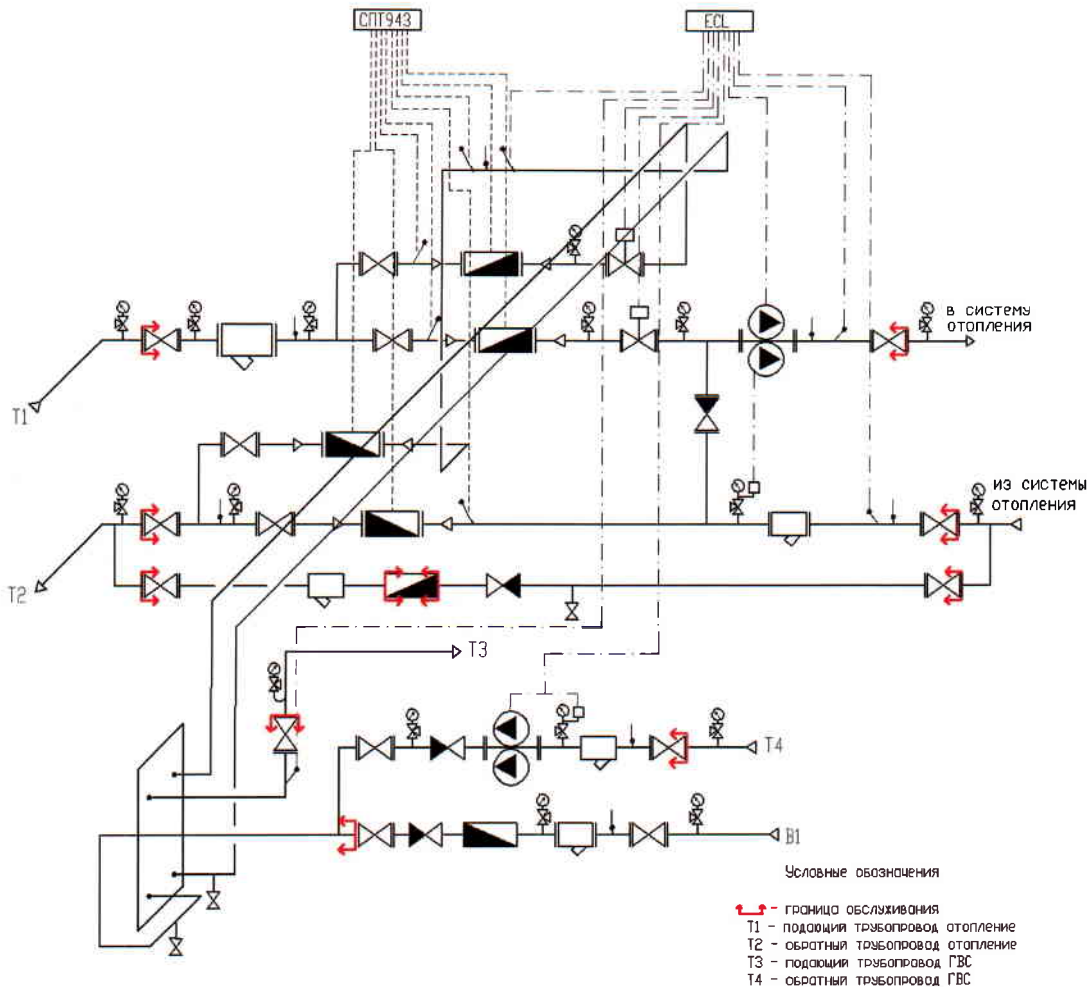 СПТ943
ECL
в систему
отопления
Т1
из системы
отопления
Т2
Т3
Т4
В1
Условные обозначения
- граница обслуживания
Т1 - подающий трубопровод отопление
Т2 - обратный трубопровод отопление
Т3 - подающий трубопровод ГВС
Т4 - обратный трубопровод ГВС